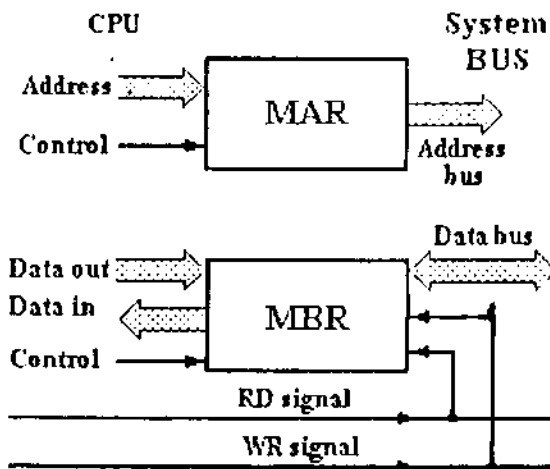 CPU
System
BUS
Address
MAR
Control
Address
bus
Data bus
Data out
Data in
MBR
Control
RD signal
WR signal